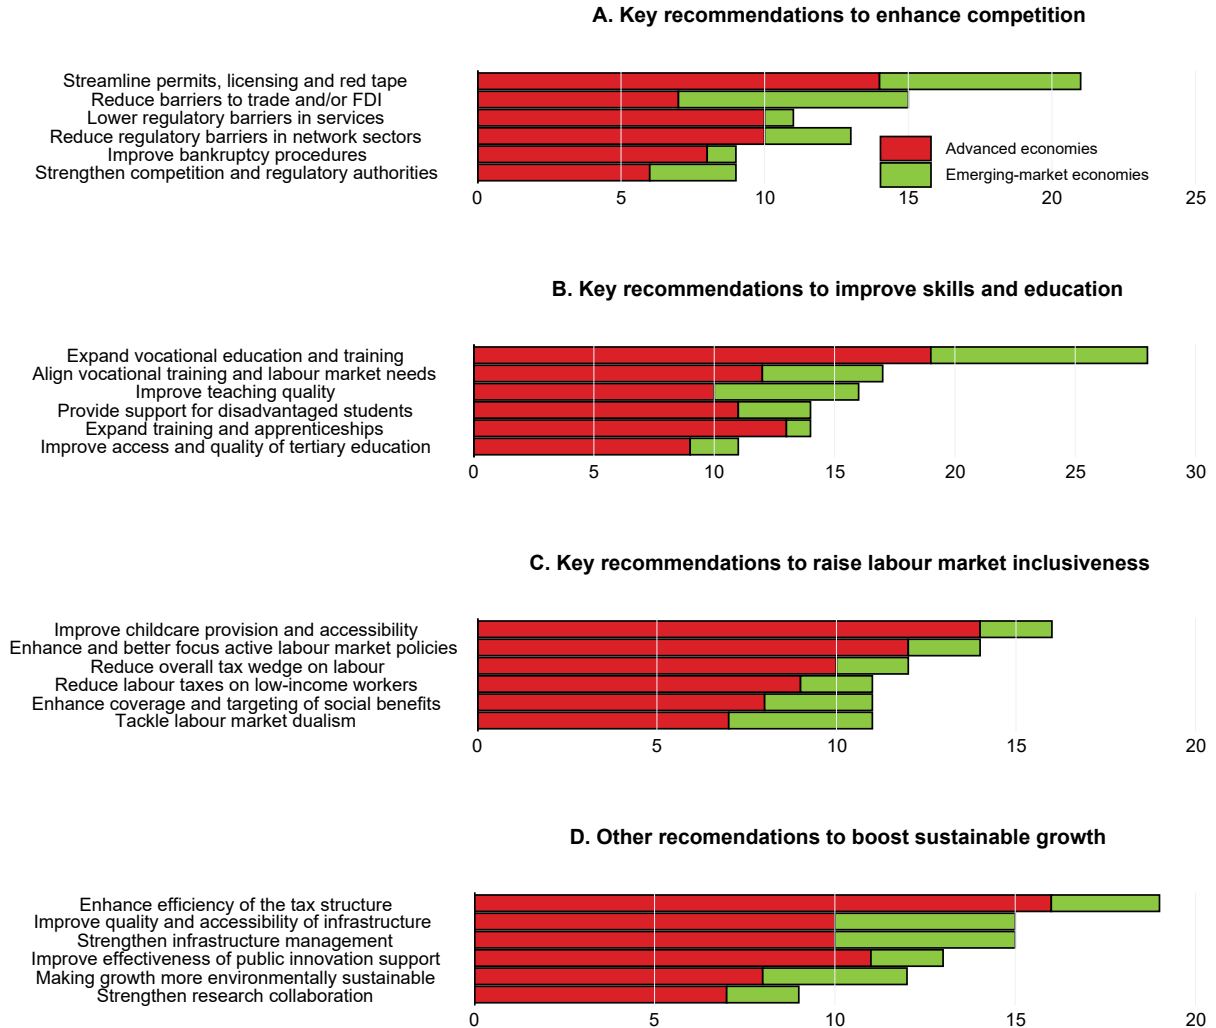 A. Key recommendations to enhance competition
Streamline permits, licensing and red tape
Reduce barriers to trade and/or FDI
Lower regulatory barriers in services
Reduce regulatory barriers in network sectors
Improve bankruptcy procedures
Strengthen competition and regulatory authorities
Advanced economies
Emerging-market economies
0 5 10 15 20 25
B. Key recommendations to improve skills and education
Expand vocational education and training
Align vocational training and labour market needs
Improve teaching quality
Provide support for disadvantaged students
Expand training and apprenticeships
Improve access and quality of tertiary education
0 5 10 15 20 25 30
C. Key recommendations to raise labour market inclusiveness
Improve childcare provision and accessibility
Enhance and better focus active labour market policies
Reduce overall tax wedge on labour
Reduce labour taxes on low-income workers
Enhance coverage and targeting of social benefits
Tackle labour market dualism
0 5 10 15 20
D. Other recomendations to boost sustainable growth
Enhance efficiency of the tax structure
Improve quality and accessibility of infrastructure
Strengthen infrastructure management
Improve effectiveness of public innovation support
Making growth more environmentally sustainable
Strengthen research collaboration
0 5 10 15 20